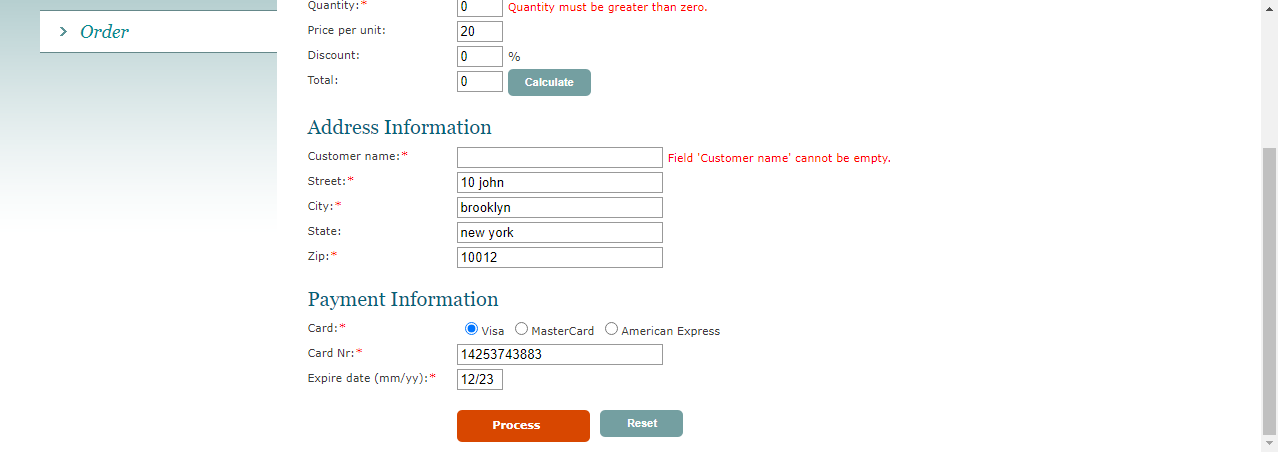 Order
Quantity:* 0 Quantity must be greater than zero.
Price per unit: 20
Discount: 0 %
Total: 0 Calculate
Address Information
Customer name:* Field 'Customer name' cannot be empty.
Street:* 10 john
City:* brooklyn
State: new york
Zip:* 10012
Payment Information
Card:* Visa MasterCard American Express
Card Nr:* 14253743883
Expire date (mm/yy):* 12/23
Process Reset